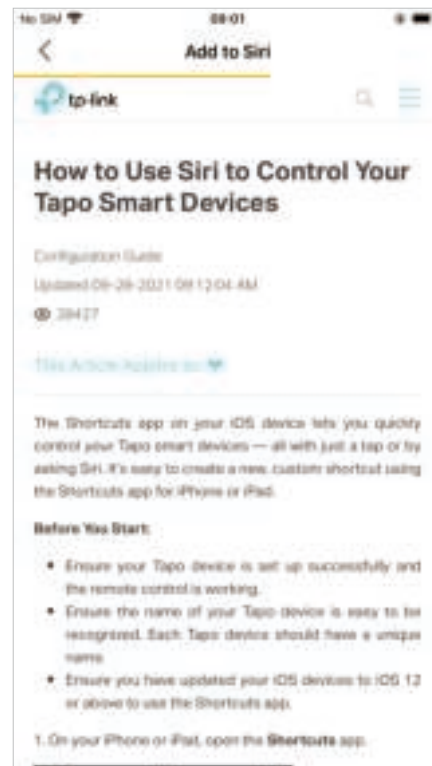 No SIM 08:01
Add to Siri
tp-link
How to Use Siri to Control Your
Tapo Smart Devices
Configuration Guide
Updated 09-28-2021 09:12:04 AM
This Article Applies to:
The Shortcuts app on your iOS device lets you quickly
control your Tapo smart devices — all with just a tap or by
asking Siri. It's easy to create a new, custom shortcut using
the Shortcuts app for iPhone or iPad.
Before You Start:
• Ensure your Tapo device is set up successfully and
the remote control is working.
• Ensure the name of your Tapo device is easy to be
recognized. Each Tapo device should have a unique
name.
• Ensure you have updated your iOS devices to iOS 12
or above to use the Shortcuts app.
1. On your iPhone or iPad, open the Shortcuts app.